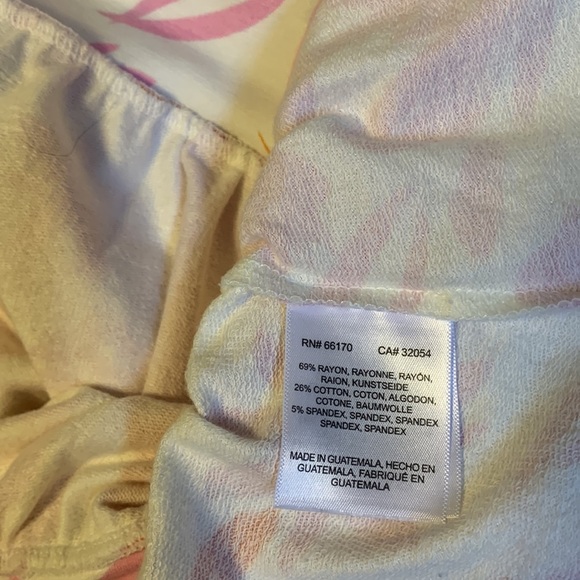 RN# 66170 CA# 32054
69% RAYON, RAYONNE, RAYÓN,
RAION, KUNSTSEIDE
26% COTTON, COTON, ALGODON,
COTONE, BAUMWOLLE
5% SPANDEX, SPANDEX, SPANDEX
SPANDEX, SPANDEX
MADE IN GUATEMALA, HECHO EN
GUATEMALA, FABRIQUÉ EN
GUATEMALA